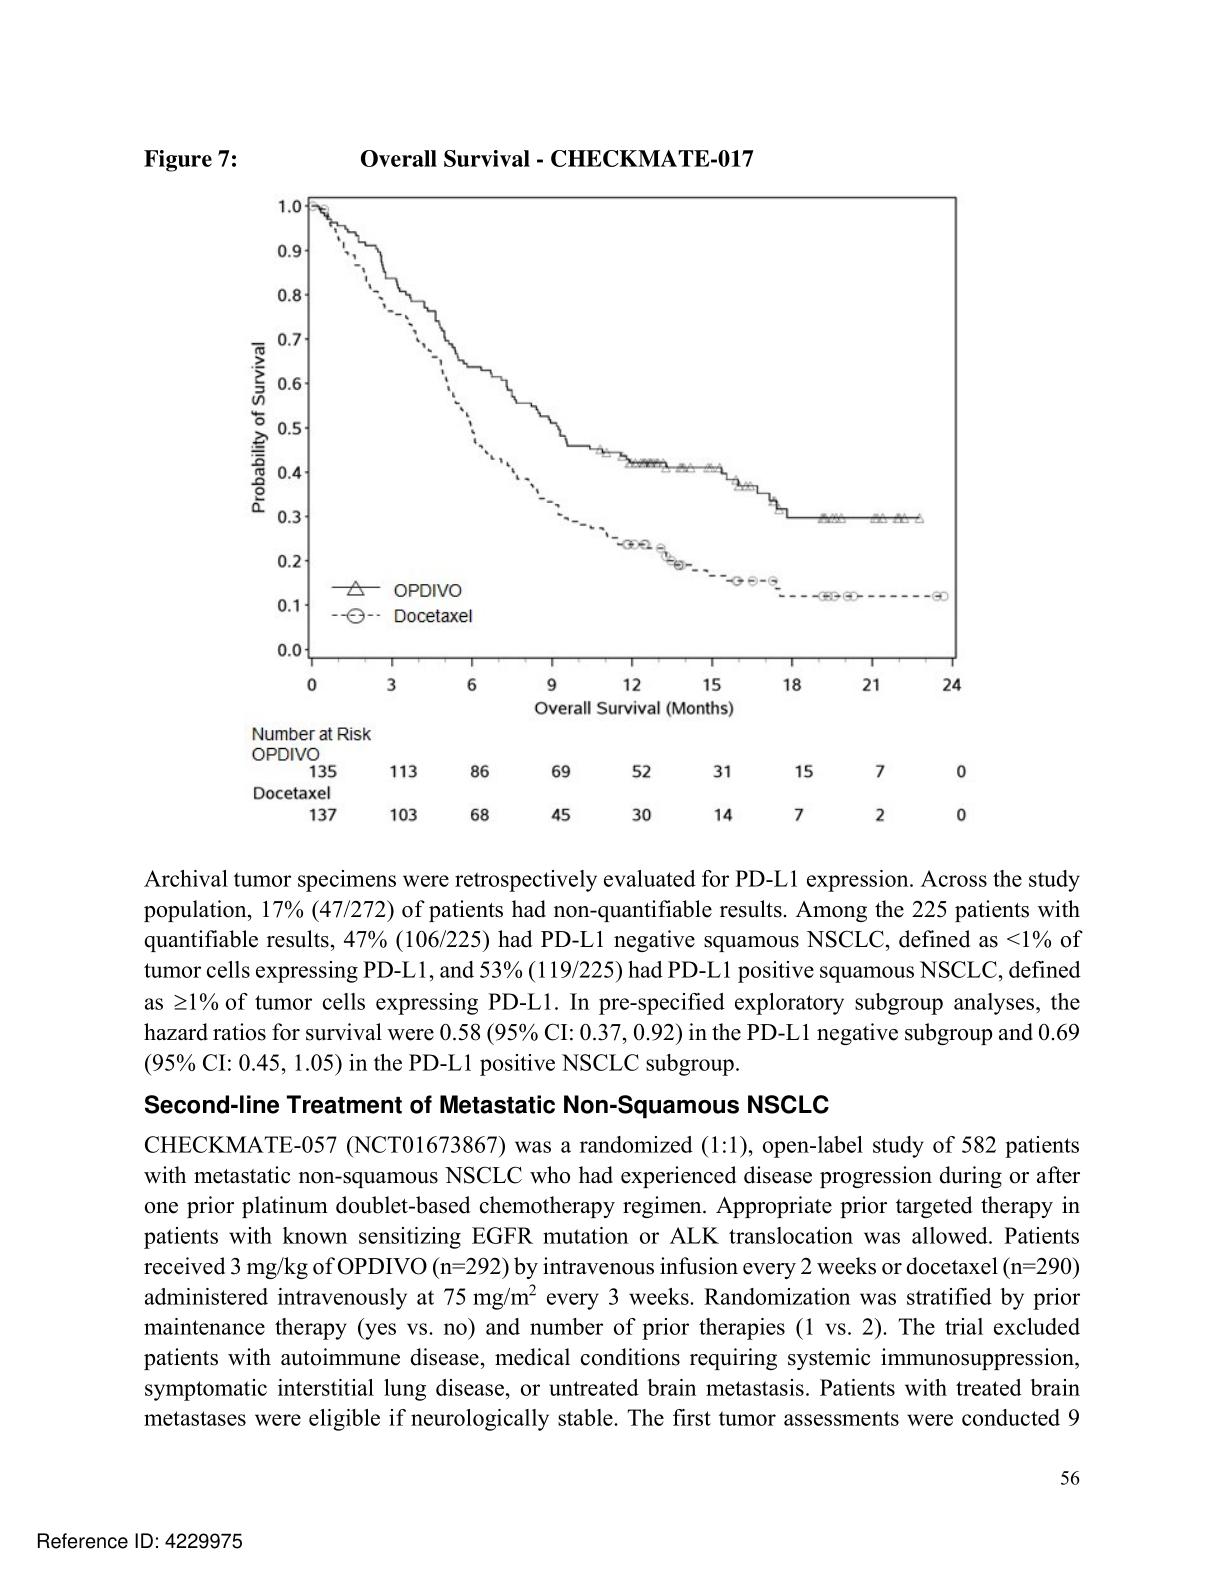 Figure 7: Overall Survival - CHECKMATE-017
1.0
0.9
0.8
0.7
0.6
0.5
0.4
0.3
0.2
0.1
0.0
Probability of Survival
OPDIVO
Docetaxel
0 3 6 9 12 15 18 21 24
Overall Survival (Months)
Number at Risk
OPDIVO
135 113 86 69 52 31 15 7 0
Docetaxel
137 103 68 45 30 14 7 2 0
Archival tumor specimens were retrospectively evaluated for PD-L1 expression. Across the study
population, 17% (47/272) of patients had non-quantifiable results. Among the 225 patients with
quantifiable results, 47% (106/225) had PD-L1 negative squamous NSCLC, defined as <1% of
tumor cells expressing PD-L1, and 53% (119/225) had PD-L1 positive squamous NSCLC, defined
as ≥1% of tumor cells expressing PD-L1. In pre-specified exploratory subgroup analyses, the
hazard ratios for survival were 0.58 (95% CI: 0.37, 0.92) in the PD-L1 negative subgroup and 0.69
(95% CI: 0.45, 1.05) in the PD-L1 positive NSCLC subgroup.
Second-line Treatment of Metastatic Non-Squamous NSCLC
CHECKMATE-057 (NCT01673867) was a randomized (1:1), open-label study of 582 patients
with metastatic non-squamous NSCLC who had experienced disease progression during or after
one prior platinum doublet-based chemotherapy regimen. Appropriate prior targeted therapy in
patients with known sensitizing EGFR mutation or ALK translocation was allowed. Patients
received 3 mg/kg of OPDIVO (n=292) by intravenous infusion every 2 weeks or docetaxel (n=290)
administered intravenously at 75 mg/m² every 3 weeks. Randomization was stratified by prior
maintenance therapy (yes vs. no) and number of prior therapies (1 vs. 2). The trial excluded
patients with autoimmune disease, medical conditions requiring systemic immunosuppression,
symptomatic interstitial lung disease, or untreated brain metastasis. Patients with treated brain
metastases were eligible if neurologically stable. The first tumor assessments were conducted 9
56
Reference ID: 4229975